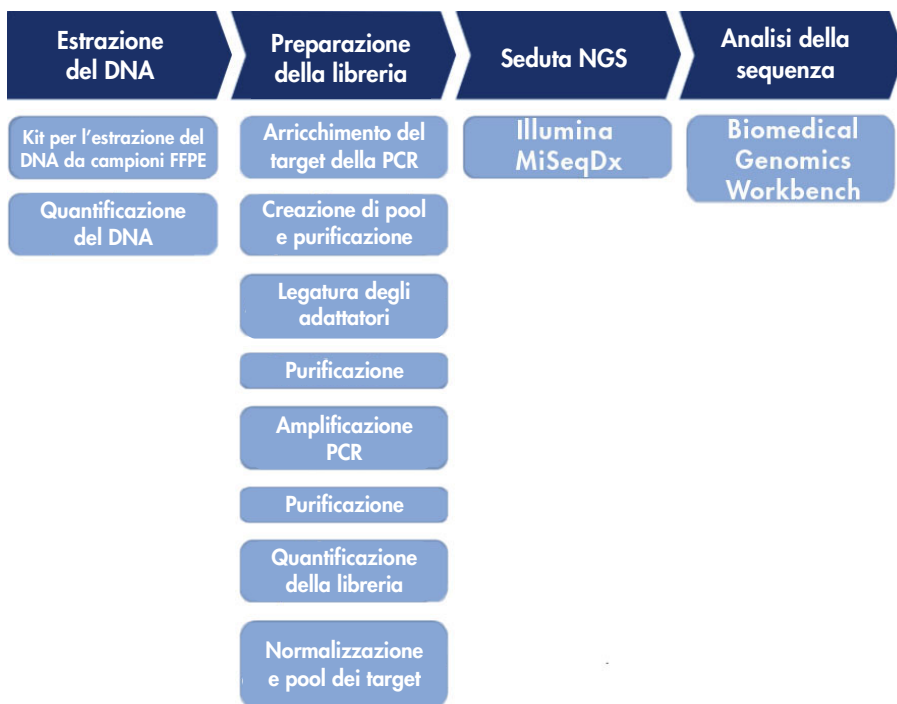 Estrazione
del DNA
Preparazione
della libreria
Seduta NGS
Analisi della
sequenza
Kit per l'estrazione del
DNA da campioni FFPE
Quantificazione
del DNA
Arricchimento del
target della PCR
Creazione di pool
e purificazione
Legatura degli
adattatori
Purificazione
Amplificazione
PCR
Purificazione
Quantificazione
della libreria
Normalizzazione
e pool dei target
Illumina
MiSeqDx
Biomedical
Genomics
Workbench